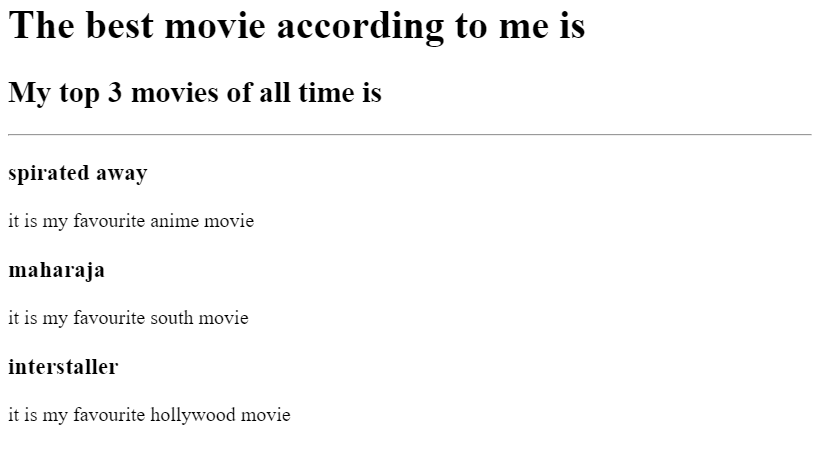 The best movie according to me is
My top 3 movies of all time is
spirated away
it is my favourite anime movie
maharaja
it is my favourite south movie
interstaller
it is my favourite hollywood movie